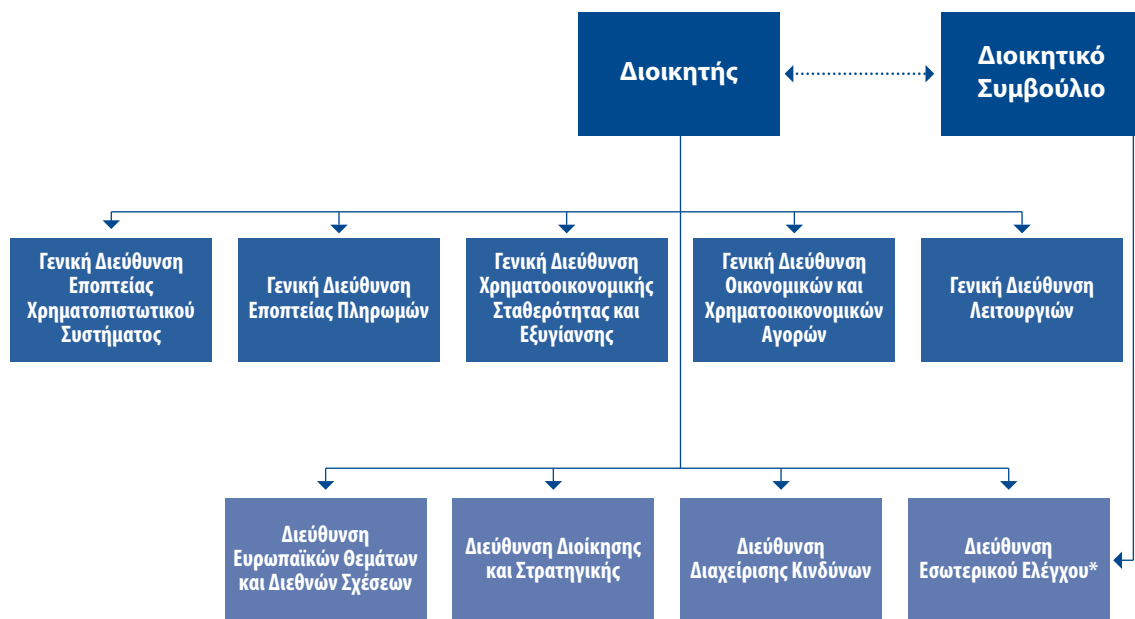 Διοικητής
Διοικητικό
Συμβούλιο
Γενική Διεύθυνση
Εποπτείας
Χρηματοπιστωτικού
Συστήματος
Γενική Διεύθυνση
Εποπτείας Πληρωμών
Γενική Διεύθυνση
Χρηματοοικονομικής
Σταθερότητας και
Εξυγίανσης
Γενική Διεύθυνση
Οικονομικών και
Χρηματοοικονομικών
Αγορών
Γενική Διεύθυνση
Λειτουργιών
Διεύθυνση
Ευρωπαϊκών Θεμάτων
και Διεθνών Σχέσεων
Διεύθυνση Διοίκησης
και Στρατηγικής
Διεύθυνση
Διαχείρισης Κινδύνων
Διεύθυνση
Εσωτερικού Ελέγχου*